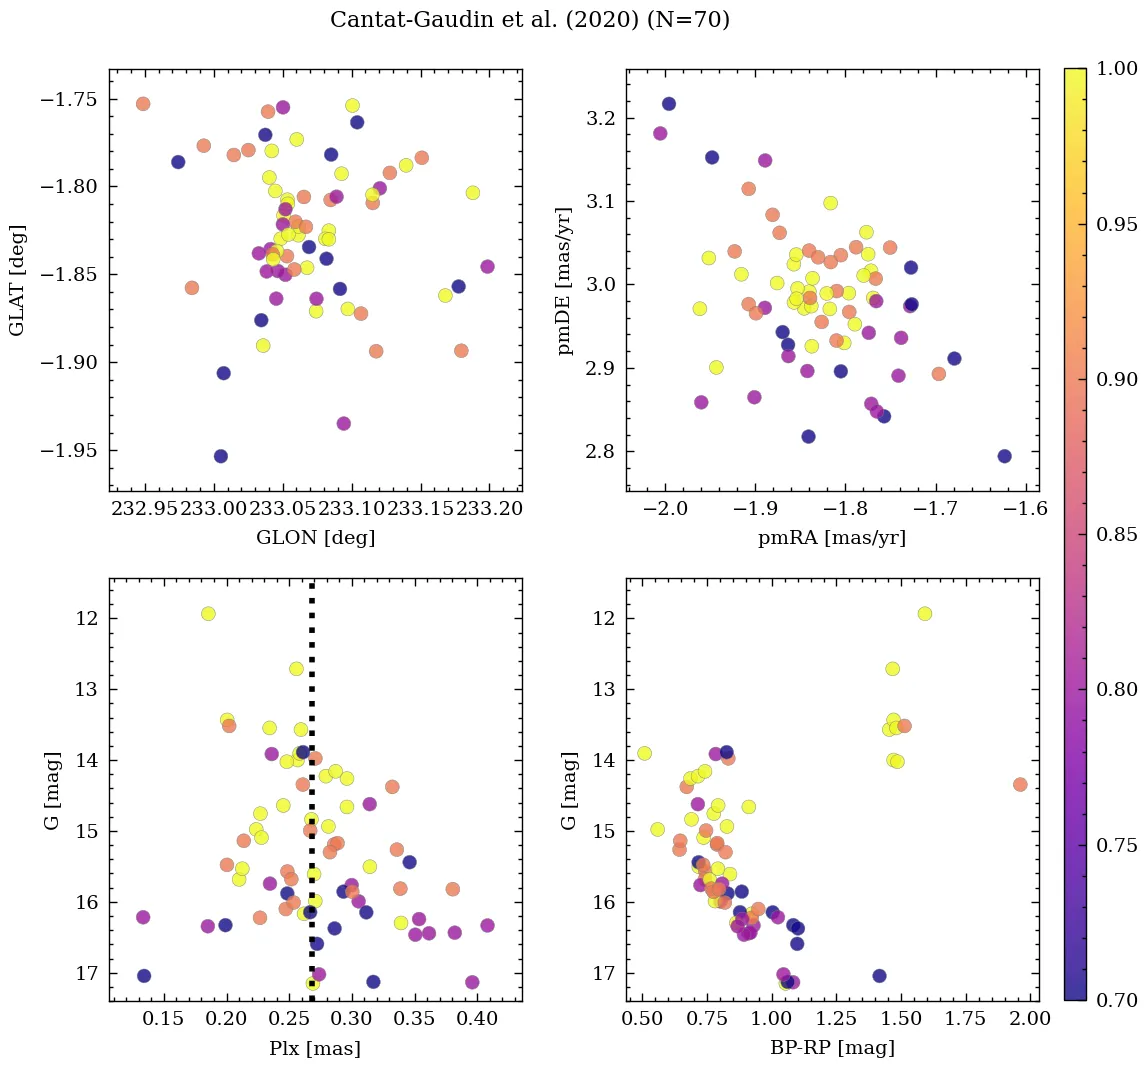 Cantat-Gaudin et al. (2020) (N=70)
−1.75
−1.80
−1.85
−1.90
−1.95
GLAT [deg]
232.95 233.00 233.05 233.10 233.15 233.20
GLON [deg]
3.2
3.1
3.0
2.9
2.8
pmDE [mas/yr]
−2.0 −1.9 −1.8 −1.7 −1.6
pmRA [mas/yr]
12
13
14
15
16
17
G [mag]
0.15 0.20 0.25 0.30 0.35 0.40
Plx [mas]
12
13
14
15
16
17
G [mag]
0.50 0.75 1.00 1.25 1.50 1.75 2.00
BP-RP [mag]
1.00
0.95
0.90
0.85
0.80
0.75
0.70